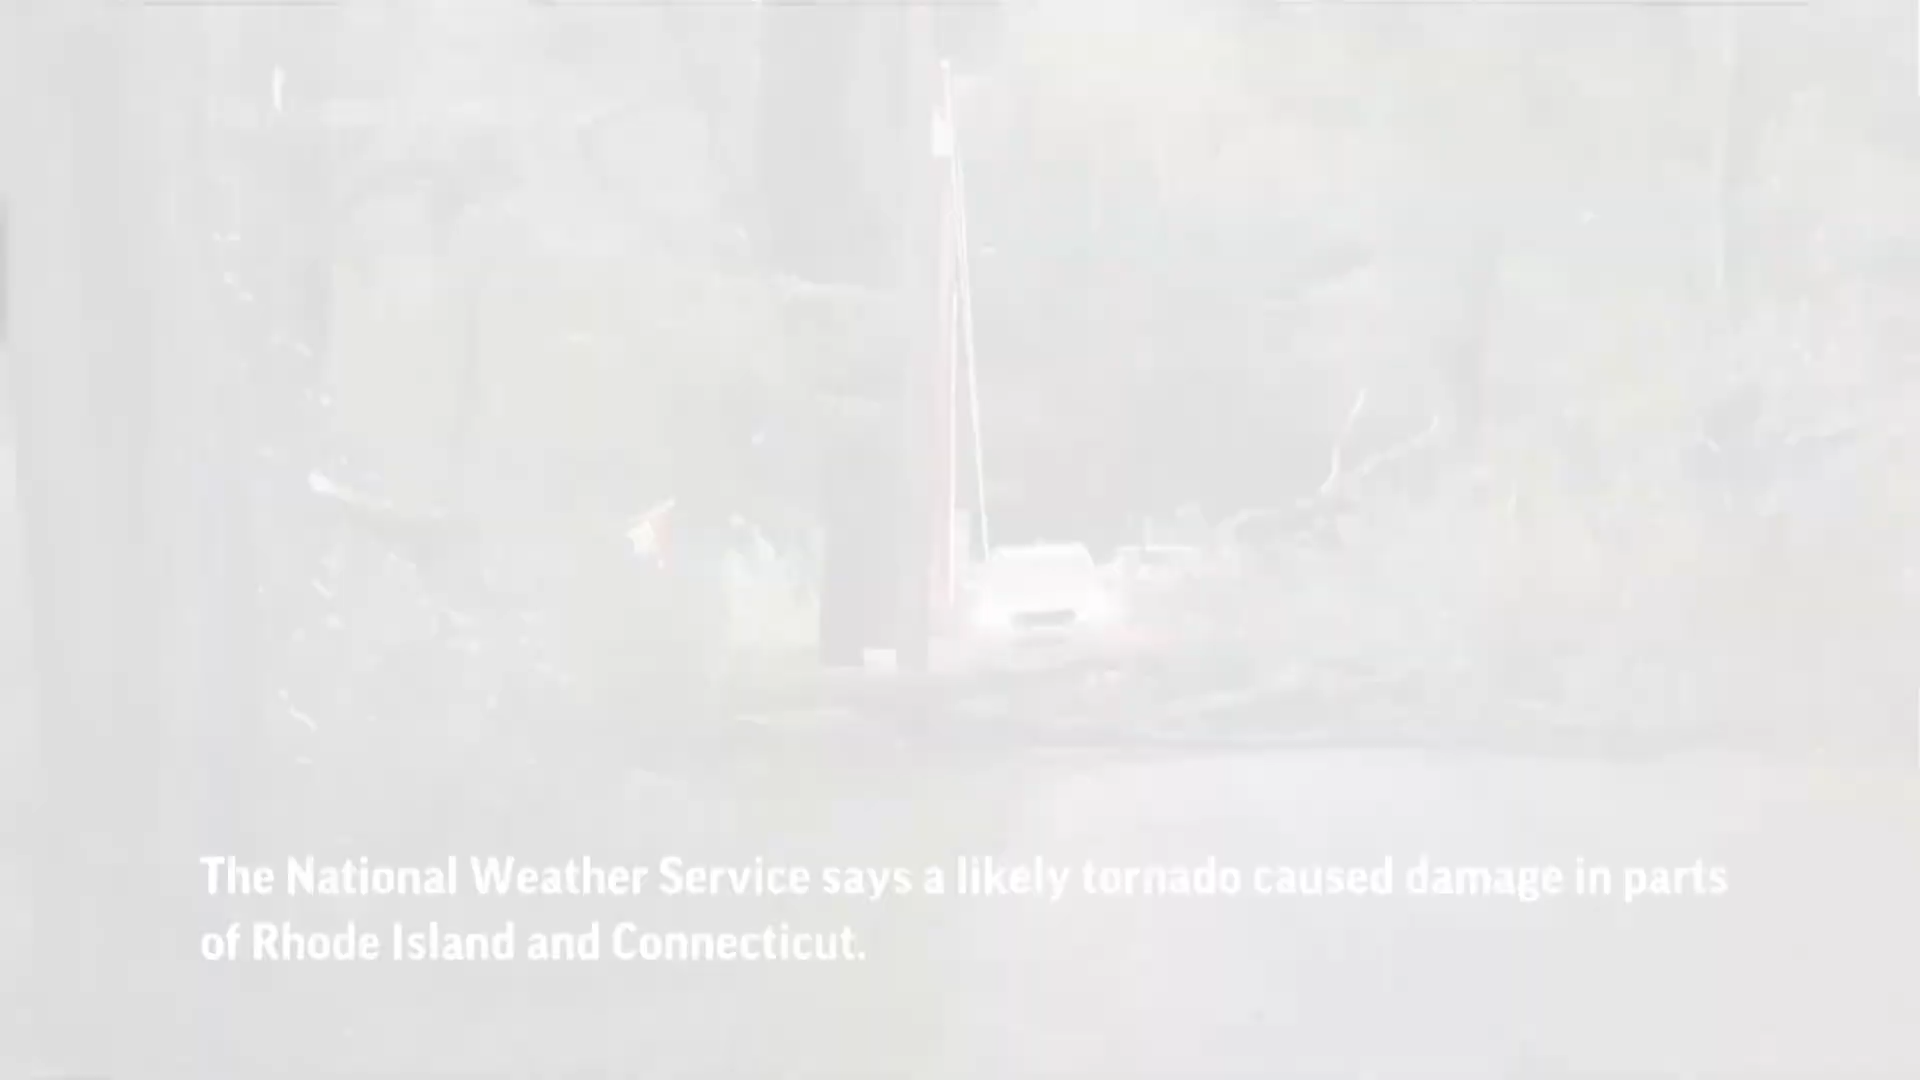 The National Weather Service says a likely tornado caused damage in parts
of Rhode Island and Connecticut.